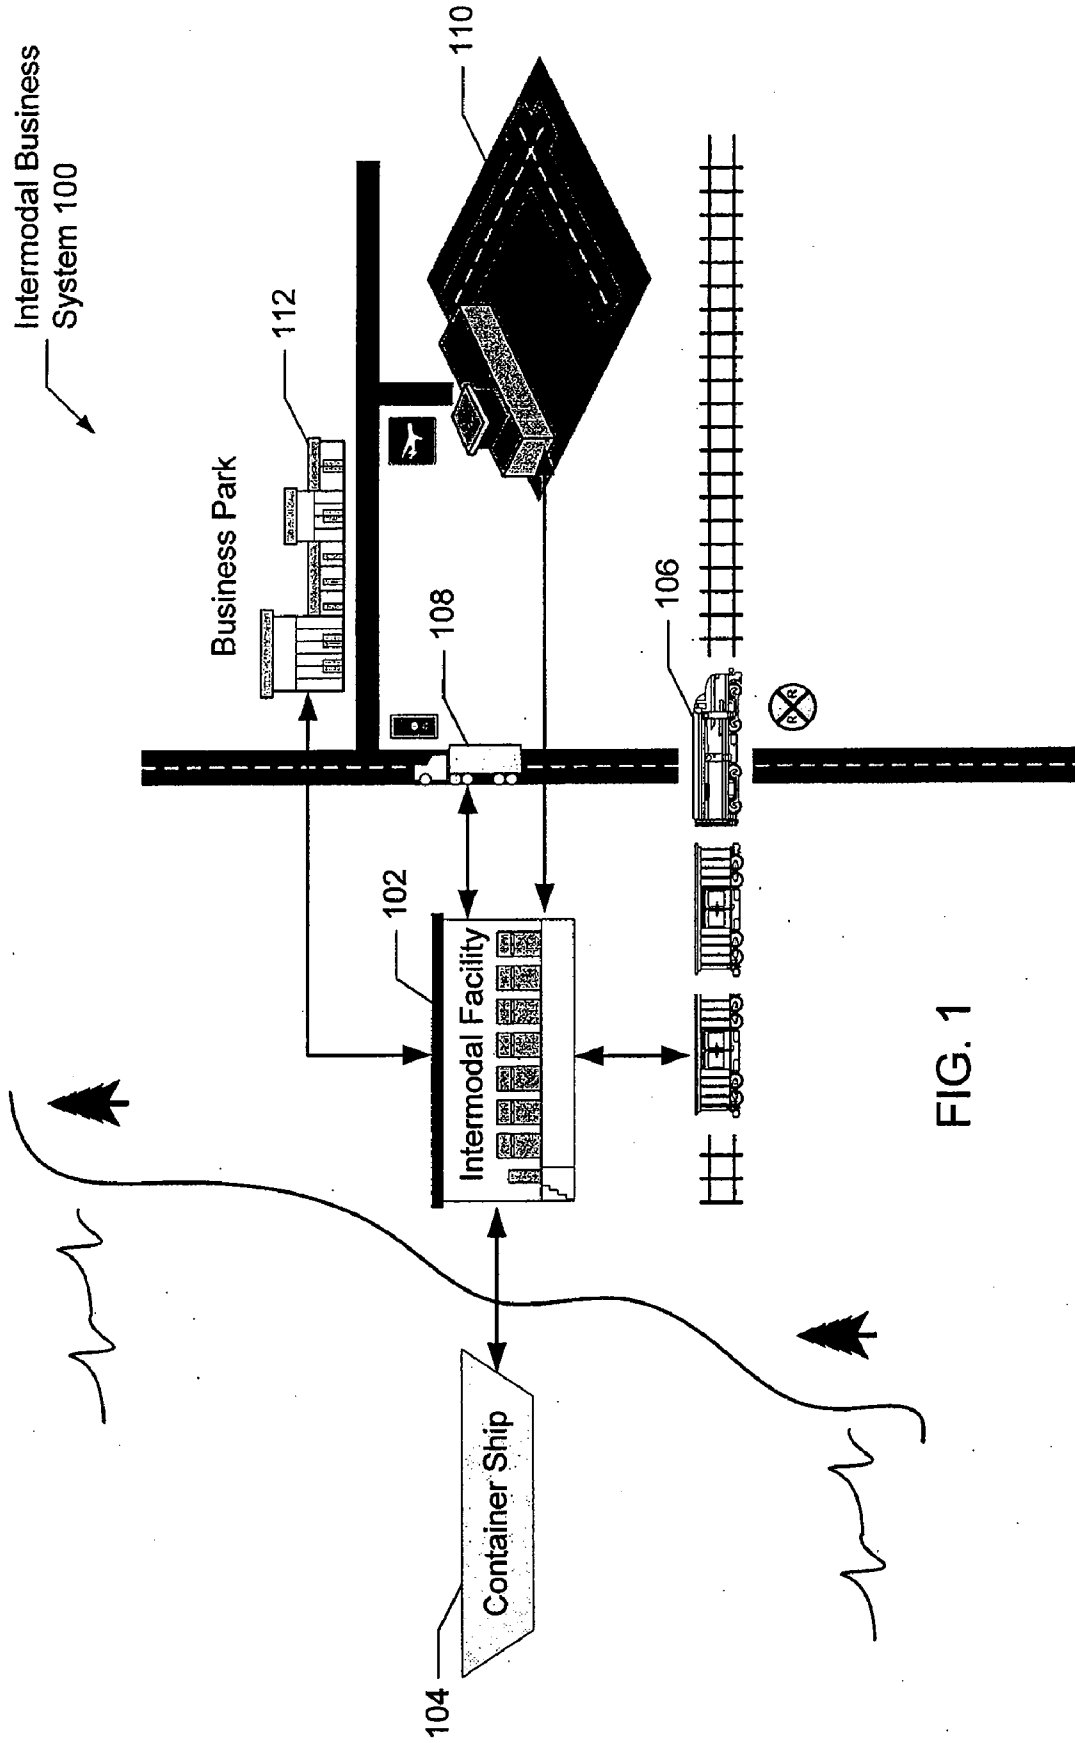 Intermodal Business
System 100
Business Park
112
110
108
102
Intermodal Facility
106
R R
104
Container Ship
FIG. 1